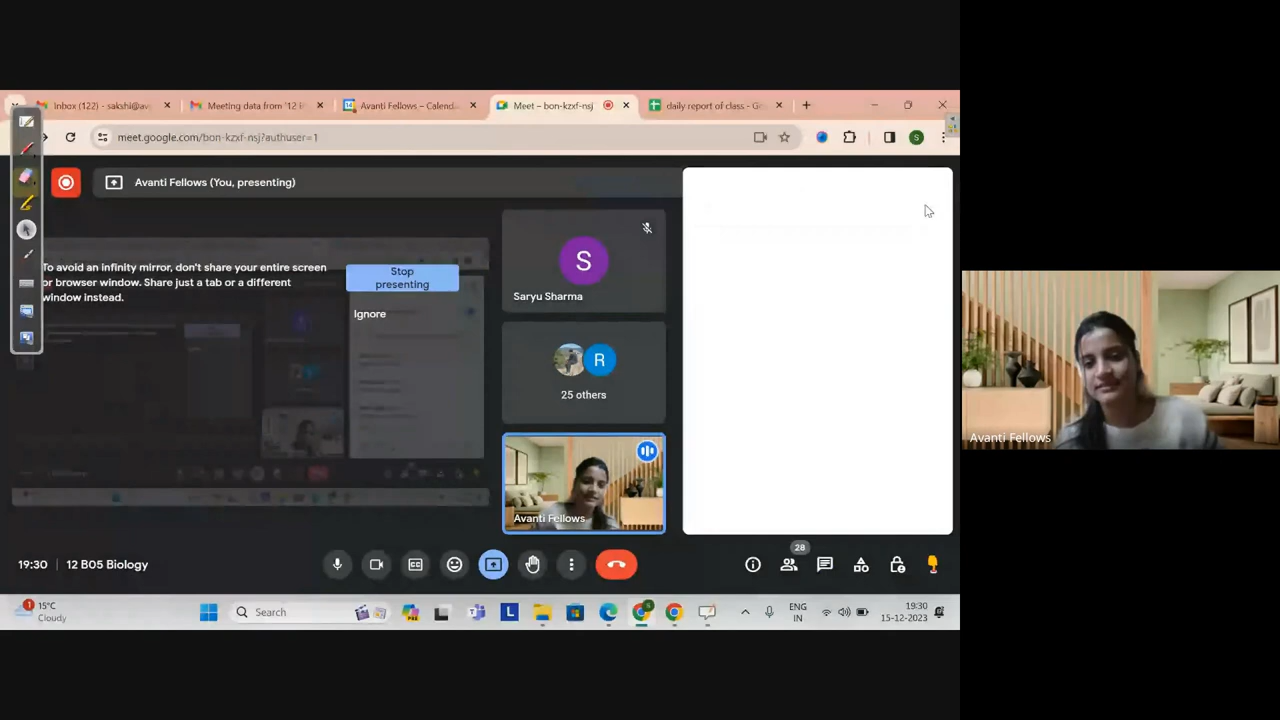 Inbox (122) - sakshi@av
Meeting data from '12 B
Avanti Fellows – Calend
Meet – bon-kzxf-nsj
daily report of class - G
meet.google.com/bon-kzxf-nsj?authuser=1
Avanti Fellows (You, presenting)
To avoid an infinity mirror, don't share your entire screen
or browser window. Share just a tab or a different
window instead.
Stop
presenting
Ignore
S
Saryu Sharma
R
25 others
Avanti Fellows
Avanti Fellows
19:30 | 12 B05 Biology
28
15°C
Cloudy
Search
ENG
IN
19:30
15-12-2023